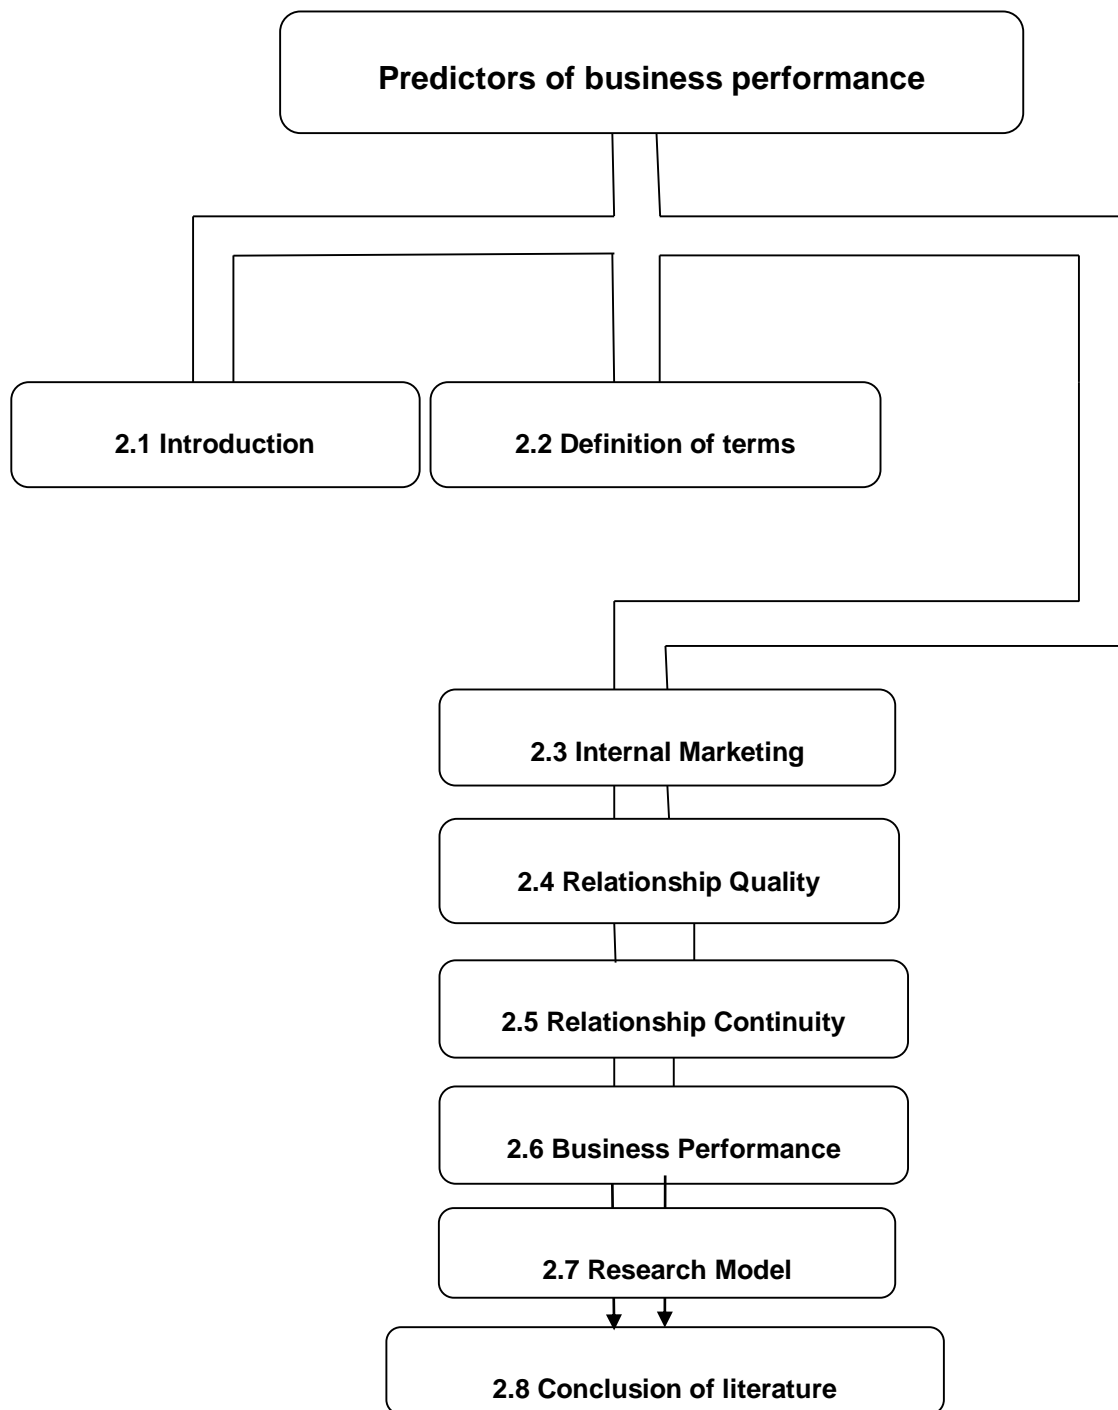 Predictors of business performance
2.1 Introduction
2.2 Definition of terms
2.3 Internal Marketing
2.4 Relationship Quality
2.5 Relationship Continuity
2.6 Business Performance
2.7 Research Model
2.8 Conclusion of literature